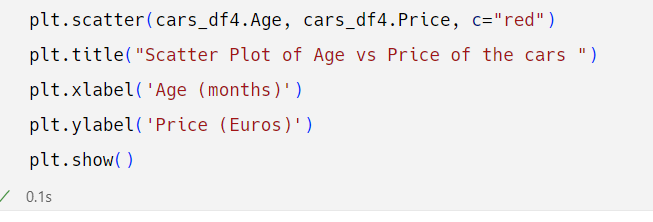 plt.scatter(cars_df4.Age, cars_df4.Price, c="red")
plt.title("Scatter Plot of Age vs Price of the cars ")
plt.xlabel('Age (months)')
plt.ylabel('Price (Euros)')
plt.show()
0.1s